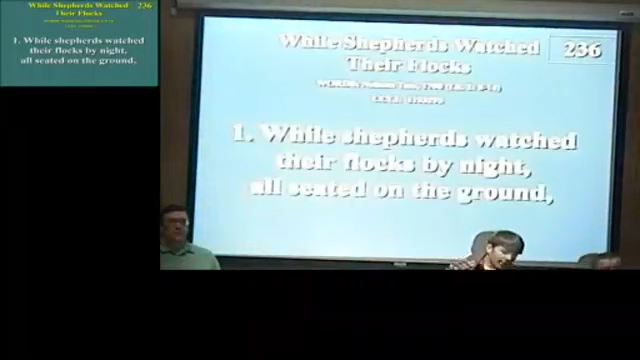 While Shepherds Watched 236
Their Flocks
1. While shepherds watched
their flocks by night,
all seated on the ground,
While Shepherds Watched
Their Flocks
236
1. While shepherds watched
their flocks by night,
all seated on the ground,